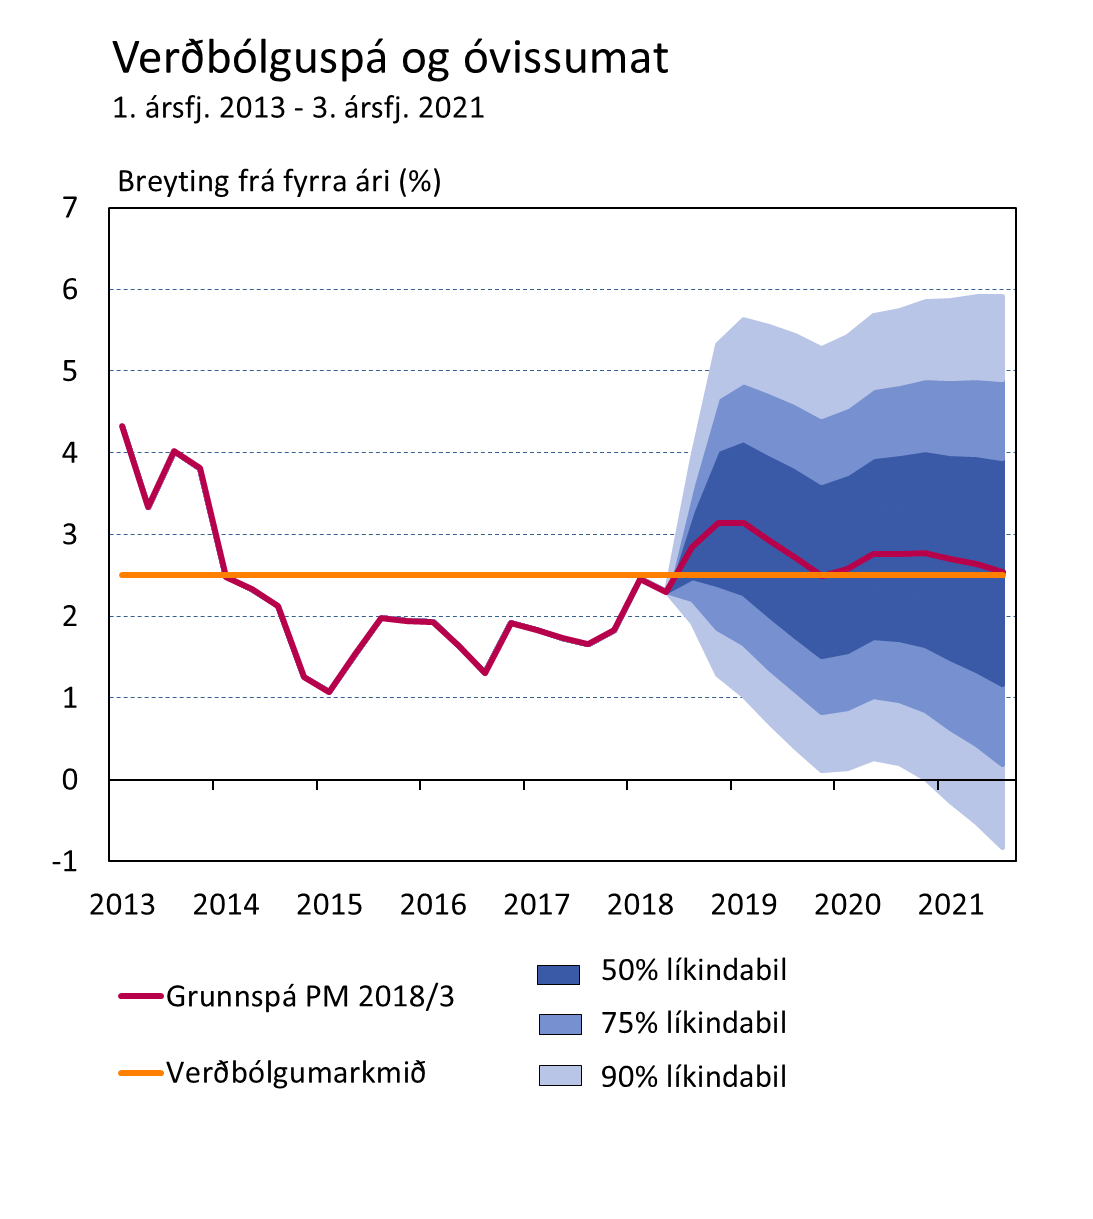 Verðbólguspá og óvissumat
1. ársfj. 2013 - 3. ársfj. 2021
Breyting frá fyrra ári (%)
7
6
5
4
3
2
1
0
-1
2013 2014 2015 2016 2017 2018 2019 2020 2021
Grunnspá PM 2018/3
Verðbólgumarkmið
50% líkindabil
75% líkindabil
90% líkindabil